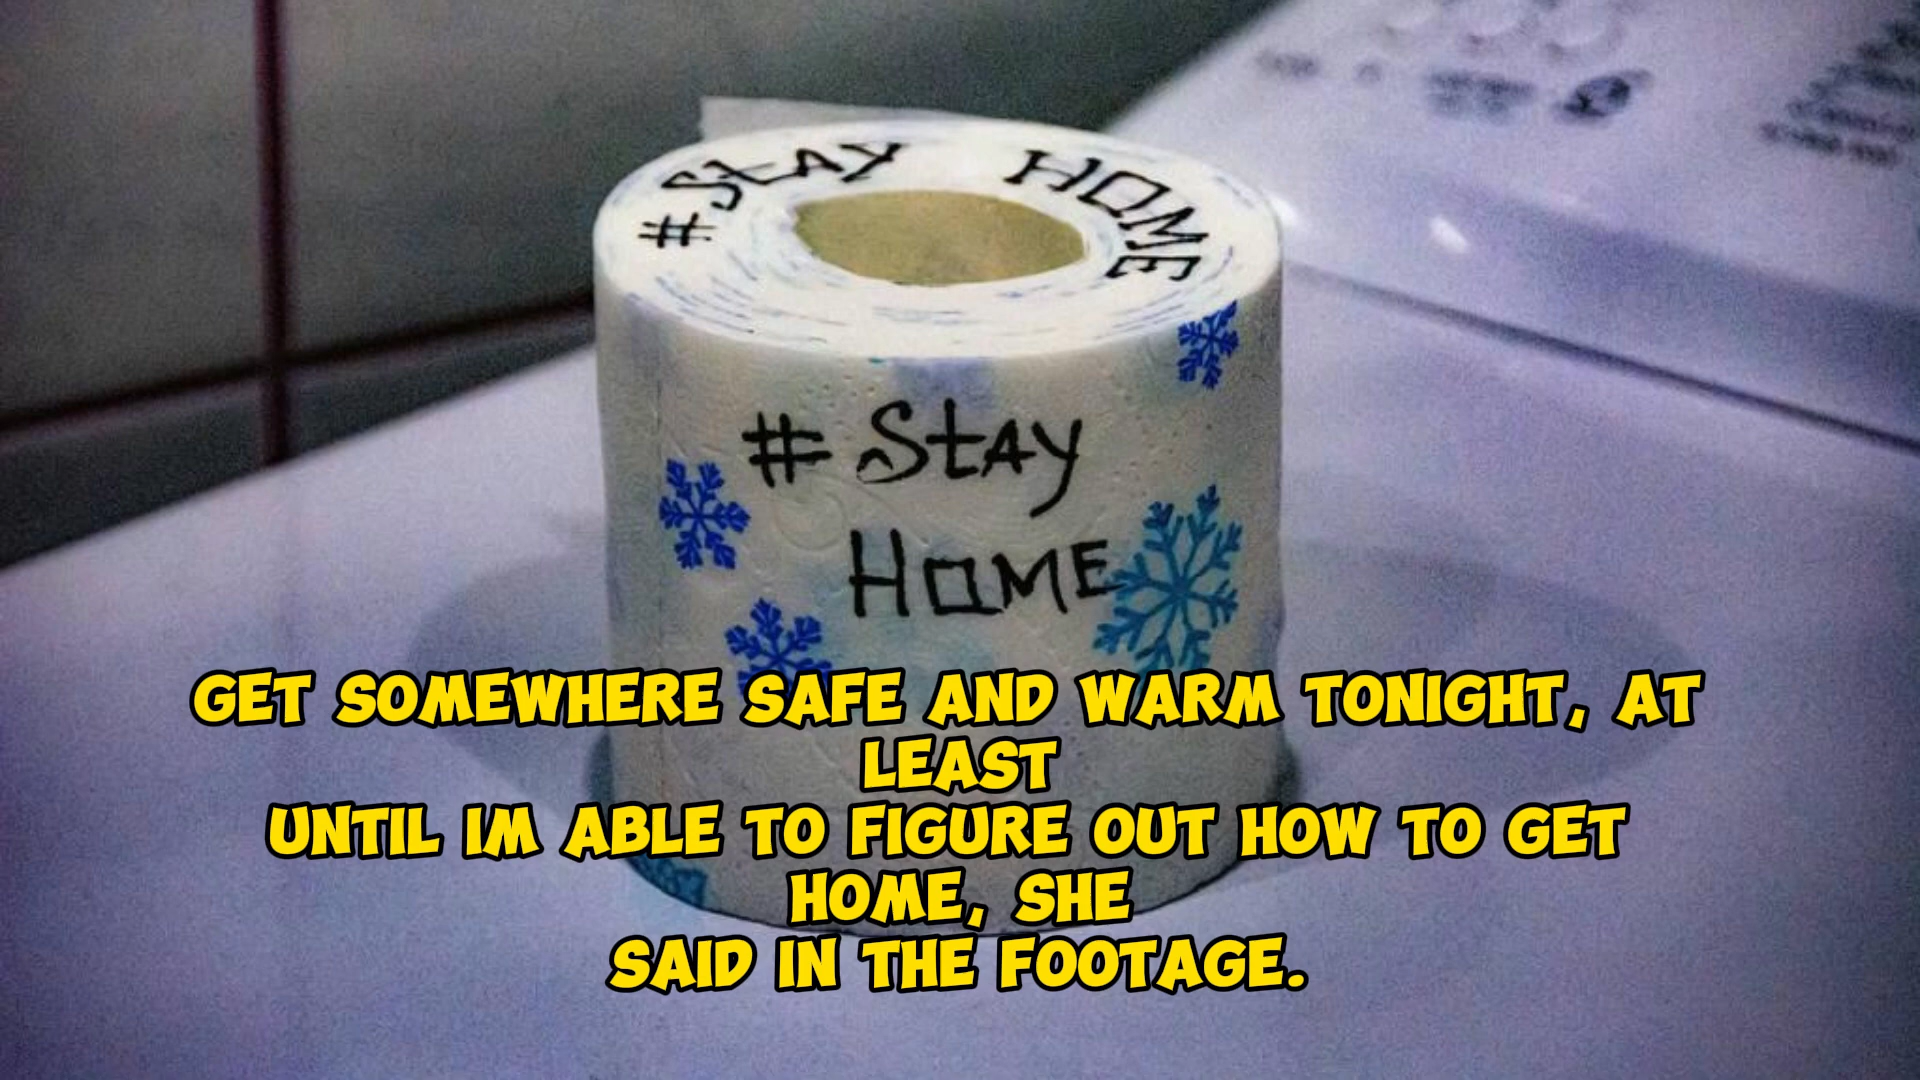 #StAy HOME
#StAy
HOME
GET SOMEWHERE SAFE AND WARM TONIGHT, AT
LEAST
UNTIL IM ABLE TO FIGURE OUT HOW TO GET
HOME, SHE
SAID IN THE FOOTAGE.